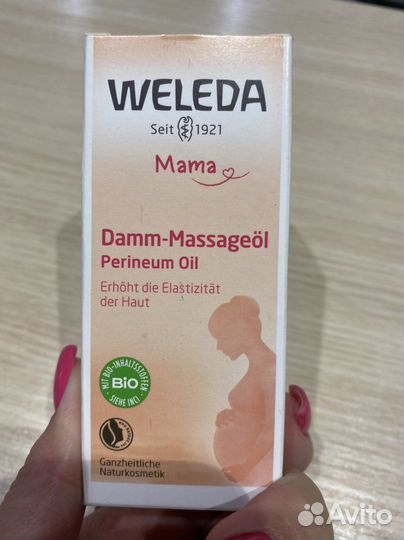 WELEDA
Seit 1921
Mama
Damm-Massageöl
Perineum Oil
Erhöht die Elastizität
der Haut
MIT BIO-INHALTSSTOFFEN
BIO
SIEHE INCI
Ganzheitliche
Naturkosmetik
Avito